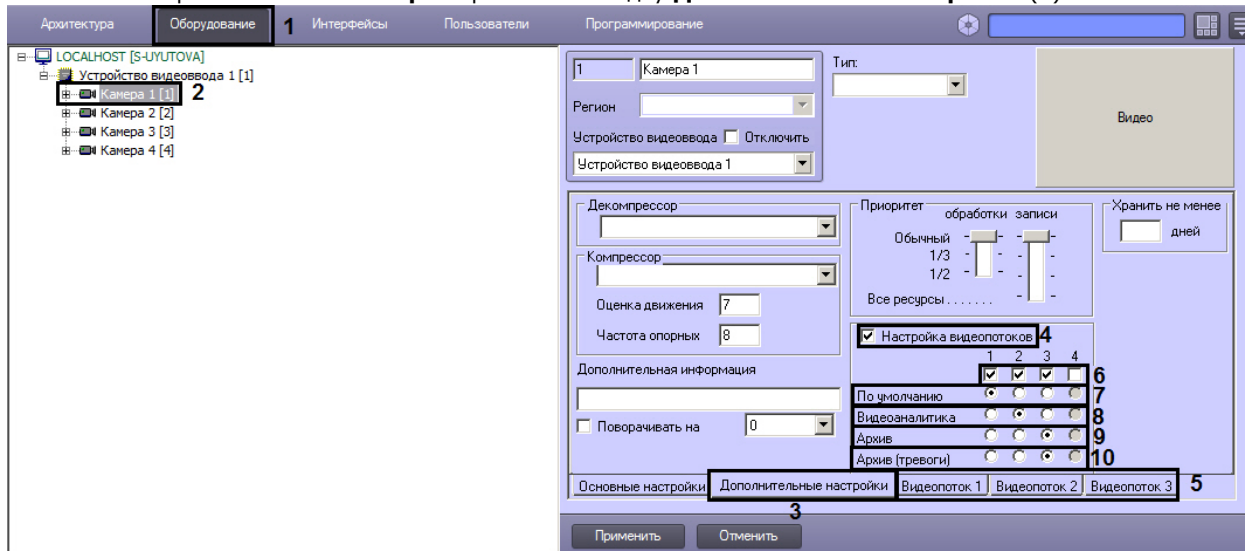 Архитектура Оборудование 1 Интерфейсы Пользователи Программирование
LOCALHOST [S-UYUTOVA]
Устройство видеоввода 1 [1]
Камера 1 [1] 2
Камера 2 [2]
Камера 3 [3]
Камера 4 [4]
1 Камера 1
Тип:
Регион
Устройство видеоввода Отключить
Устройство видеоввода 1
Видео
Декомпрессор
Компрессор
Оценка движения 7
Частота опорных 8
Дополнительная информация
Поворачивать на 0
Приоритет
обработки записи
Обычный
1/3
1/2
Все ресурсы . . . . . . .
Хранить не менее
дней
Настройка видеопотоков 4
1 2 3 4
6
По умолчанию 7
Видеоаналитика 8
Архив 9
Архив (тревоги) 10
Основные настройки Дополнительные настройки Видеопоток 1 Видеопоток 2 Видеопоток 3 5
3
Применить Отменить